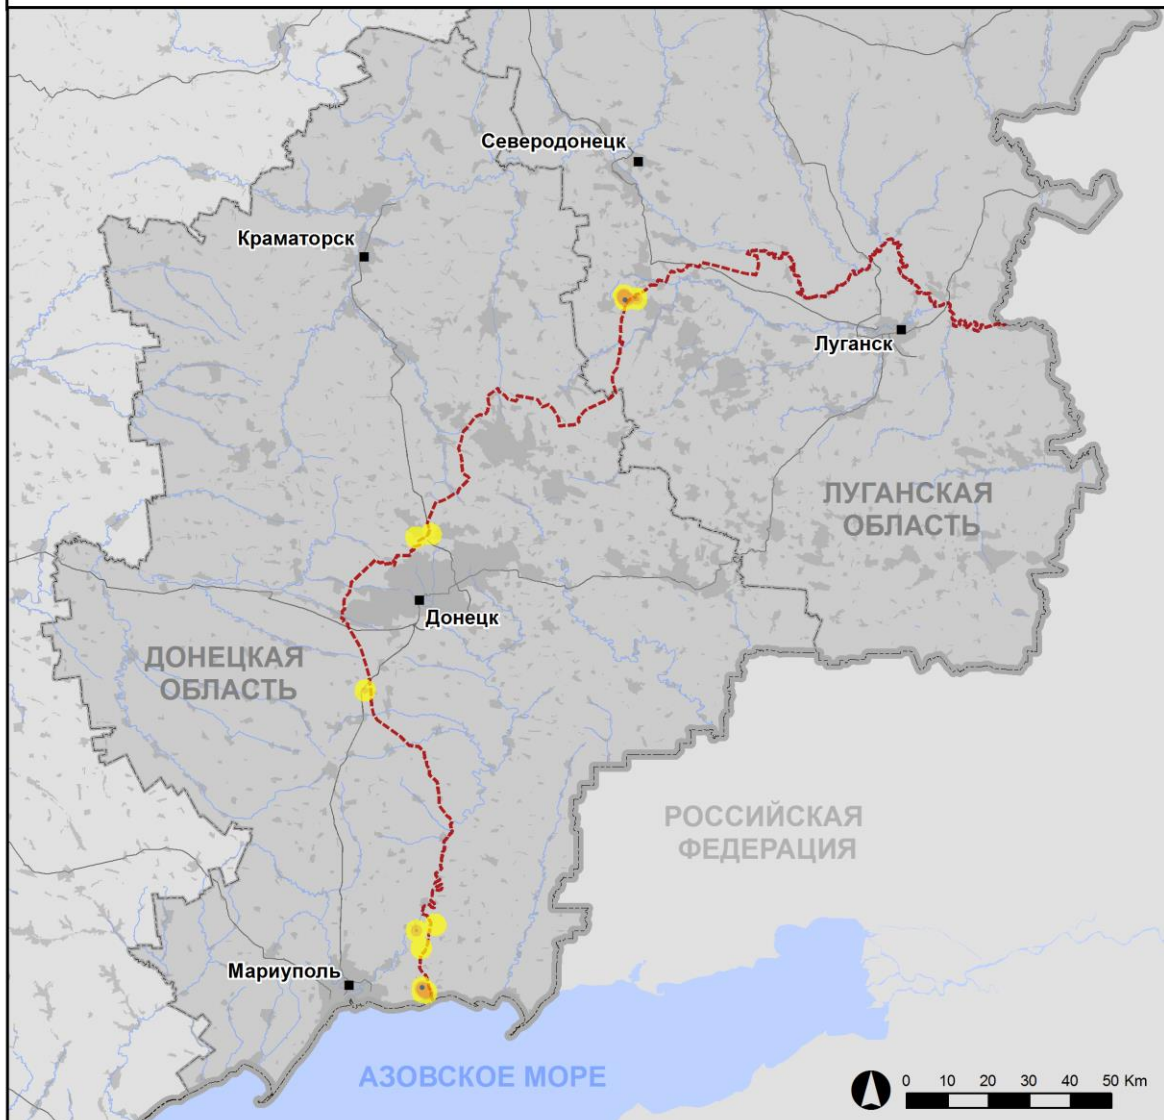 Северодонецк
Краматорск
Луганск
ЛУГАНСКАЯ
ОБЛАСТЬ
Донецк
ДОНЕЦКАЯ
ОБЛАСТЬ
РОССИЙСКАЯ
ФЕДЕРАЦИЯ
Мариуполь
АЗОВСКОЕ МОРЕ
0 10 20 30 40 50 Km